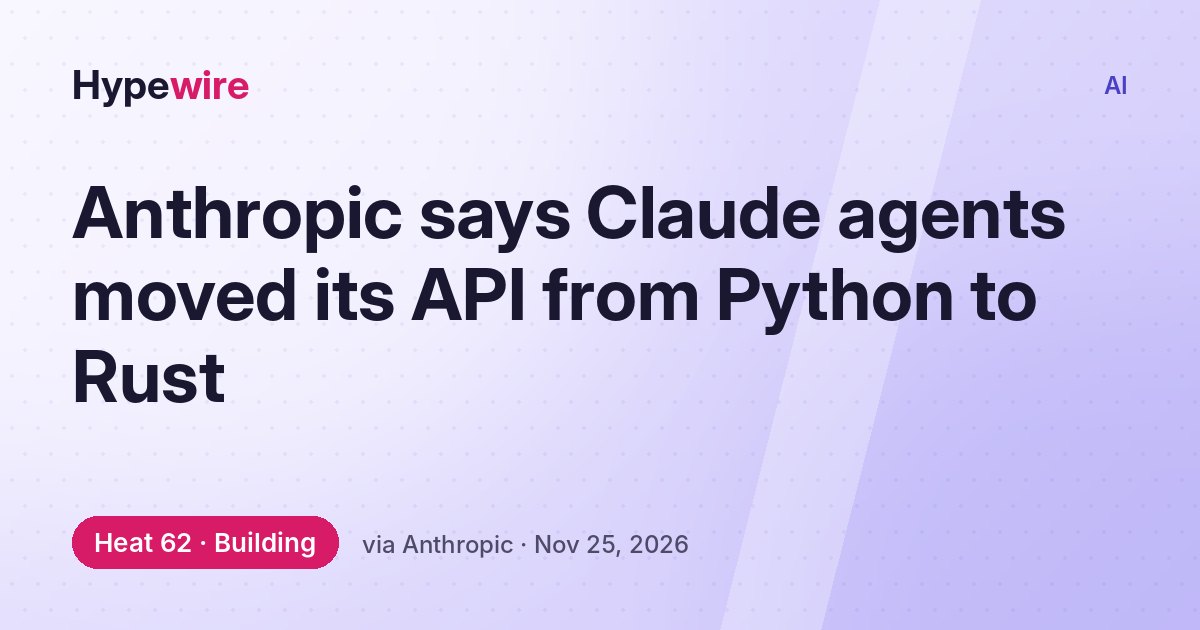 Hypewire
AI
Anthropic says Claude agents
moved its API from Python to
Rust
Heat 62 · Building
via Anthropic · Nov 25, 2026